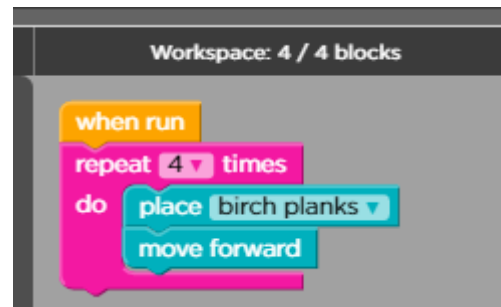 Workspace: 4 / 4 blocks
when run
repeat 4 times
do place birch planks
move forward